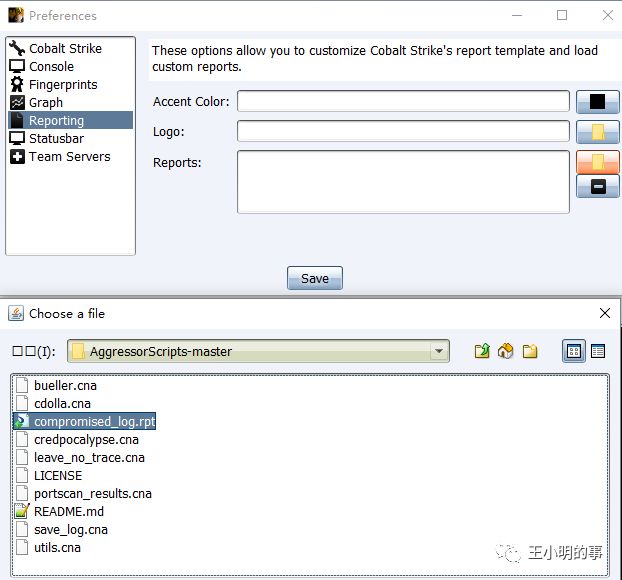 Preferences
Cobalt Strike
Console
Fingerprints
Graph
Reporting
Statusbar
Team Servers
These options allow you to customize Cobalt Strike's report template and load
custom reports.
Accent Color:
Logo:
Reports:
Save
Choose a file
□□(I):
AggressorScripts-master
bueller.cna
cdolla.cna
compromised_log.rpt
credpocalypse.cna
leave_no_trace.cna
LICENSE
portscan_results.cna
README.md
save_log.cna
utils.cna
王小明的事